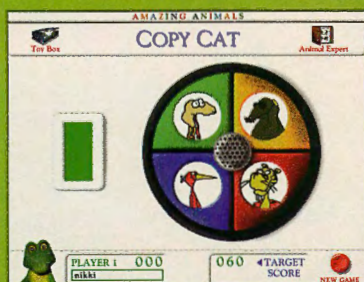 AMAZING ANIMALS
Toy Box
COPY CAT
Animal Expert
PLAYER 1 000
nikki
060 ◄TARGET
SCORE
NEW GAME